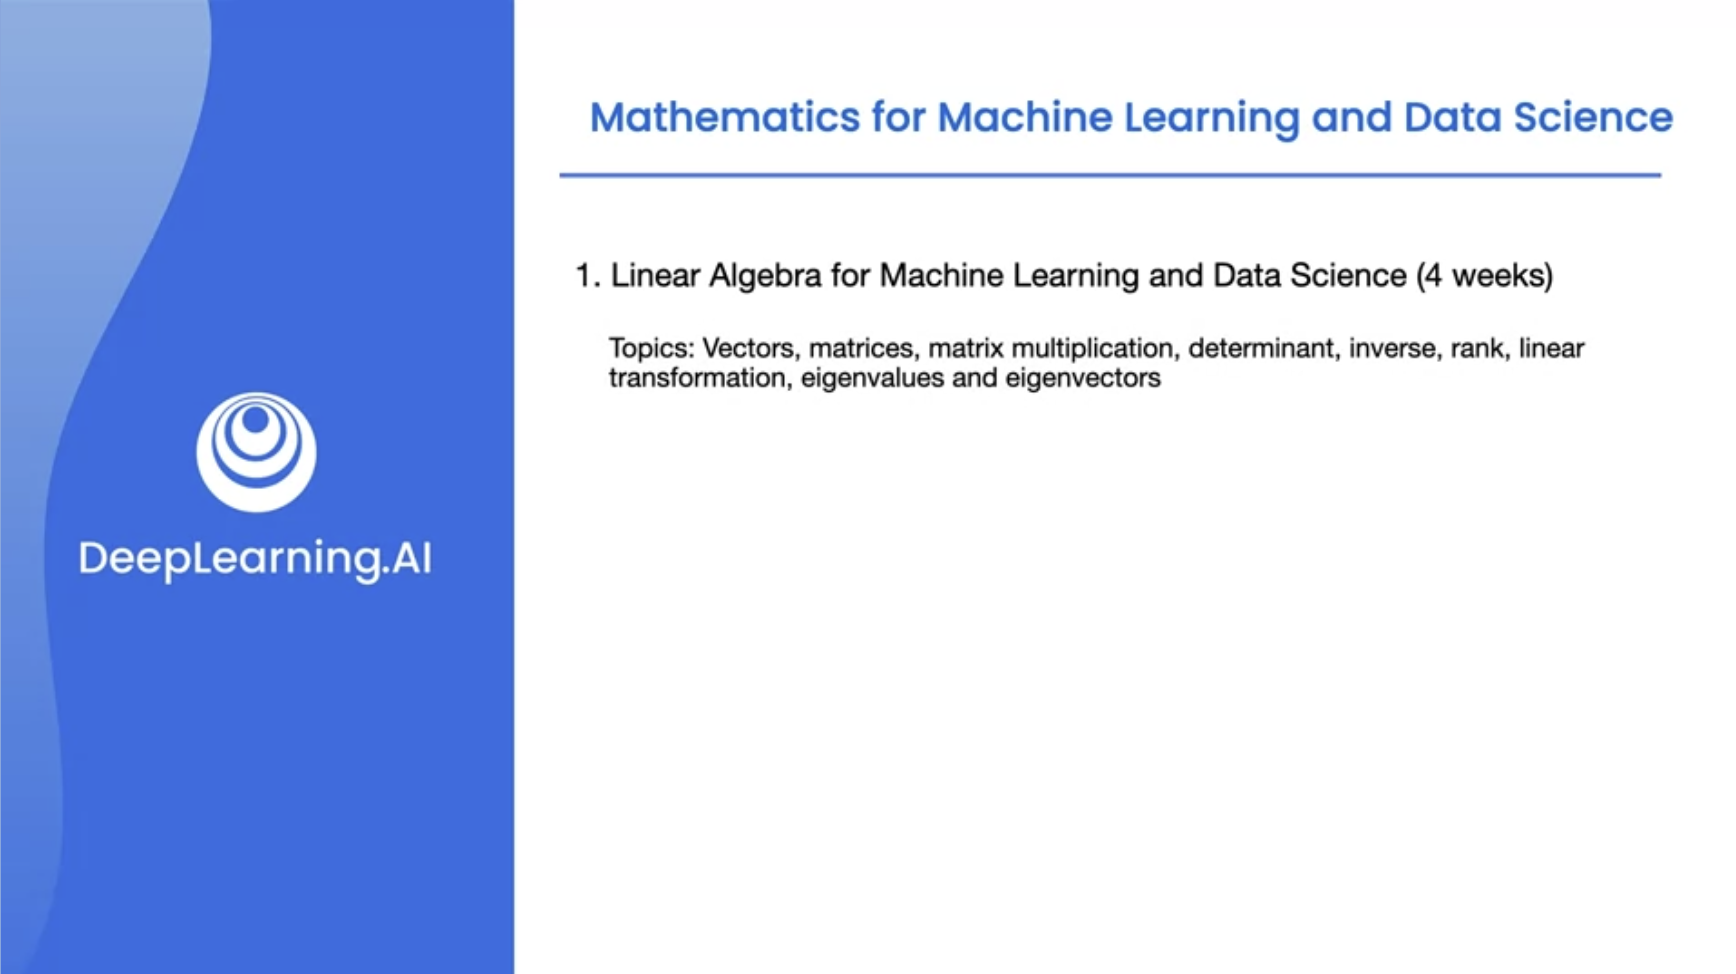 Mathematics for Machine Learning and Data Science
1. Linear Algebra for Machine Learning and Data Science (4 weeks)
Topics: Vectors, matrices, matrix multiplication, determinant, inverse, rank, linear
transformation, eigenvalues and eigenvectors
DeepLearning.AI